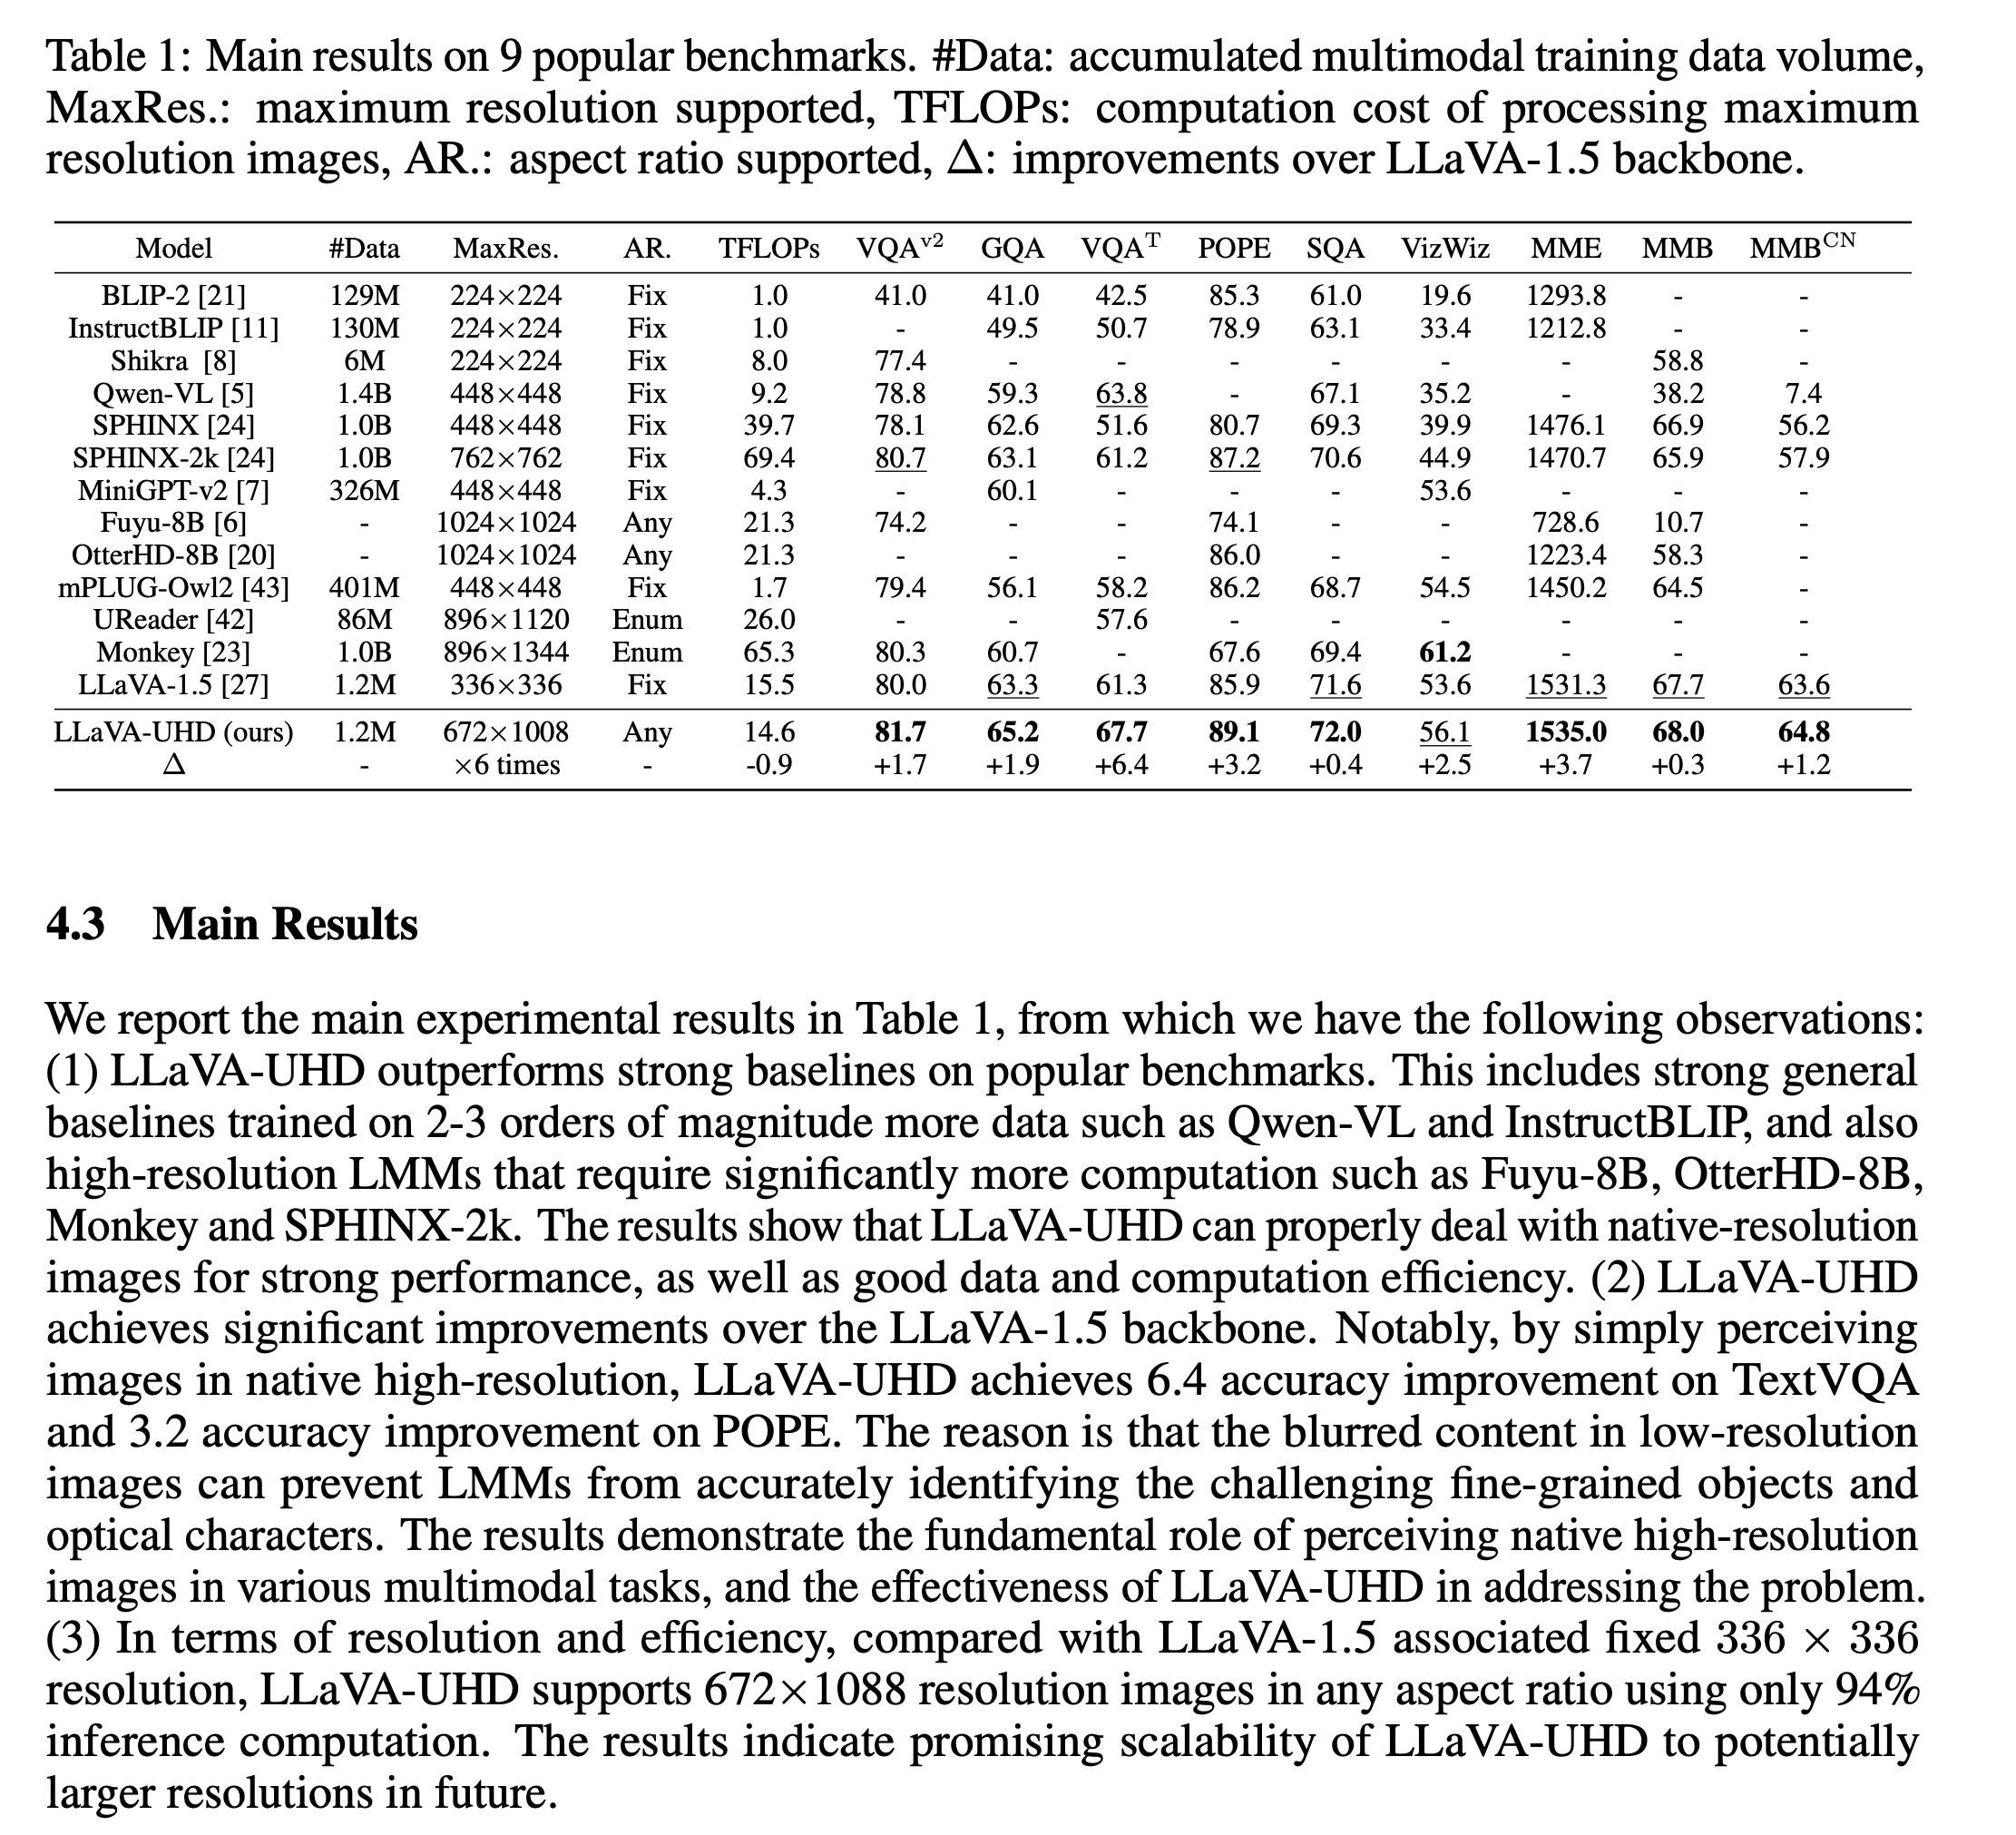 Table 1: Main results on 9 popular benchmarks. #Data: accumulated multimodal training data volume,
MaxRes.: maximum resolution supported, TFLOPs: computation cost of processing maximum
resolution images, AR.: aspect ratio supported, Δ: improvements over LLaVA-1.5 backbone.
Model #Data MaxRes. AR. TFLOPs VQA^v2 GQA VQA^T POPE SQA VizWiz MME MMB MMB^CN
BLIP-2 [21] 129M 224×224 Fix 1.0 41.0 41.0 42.5 85.3 61.0 19.6 1293.8 - -
InstructBLIP [11] 130M 224×224 Fix 1.0 - 49.5 50.7 78.9 63.1 33.4 1212.8 - -
Shikra [8] 6M 224×224 Fix 8.0 77.4 - - - - - - 58.8 -
Qwen-VL [5] 1.4B 448×448 Fix 9.2 78.8 59.3 63.8 - 67.1 35.2 - 38.2 7.4
SPHINX [24] 1.0B 448×448 Fix 39.7 78.1 62.6 51.6 80.7 69.3 39.9 1476.1 66.9 56.2
SPHINX-2k [24] 1.0B 762×762 Fix 69.4 80.7 63.1 61.2 87.2 70.6 44.9 1470.7 65.9 57.9
MiniGPT-v2 [7] 326M 448×448 Fix 4.3 - 60.1 - - - 53.6 - - -
Fuyu-8B [6] - 1024×1024 Any 21.3 74.2 - - 74.1 - - 728.6 10.7 -
OtterHD-8B [20] - 1024×1024 Any 21.3 - - - 86.0 - - 1223.4 58.3 -
mPLUG-Owl2 [43] 401M 448×448 Fix 1.7 79.4 56.1 58.2 86.2 68.7 54.5 1450.2 64.5 -
UReader [42] 86M 896×1120 Enum 26.0 - - 57.6 - - - - - -
Monkey [23] 1.0B 896×1344 Enum 65.3 80.3 60.7 - 67.6 69.4 61.2 - - -
LLaVA-1.5 [27] 1.2M 336×336 Fix 15.5 80.0 63.3 61.3 85.9 71.6 53.6 1531.3 67.7 63.6
LLaVA-UHD (ours) 1.2M 672×1008 Any 14.6 81.7 65.2 67.7 89.1 72.0 56.1 1535.0 68.0 64.8
Δ - ×6 times - -0.9 +1.7 +1.9 +6.4 +3.2 +0.4 +2.5 +3.7 +0.3 +1.2
4.3 Main Results
We report the main experimental results in Table 1, from which we have the following observations:
(1) LLaVA-UHD outperforms strong baselines on popular benchmarks. This includes strong general
baselines trained on 2-3 orders of magnitude more data such as Qwen-VL and InstructBLIP, and also
high-resolution LMMs that require significantly more computation such as Fuyu-8B, OtterHD-8B,
Monkey and SPHINX-2k. The results show that LLaVA-UHD can properly deal with native-resolution
images for strong performance, as well as good data and computation efficiency. (2) LLaVA-UHD
achieves significant improvements over the LLaVA-1.5 backbone. Notably, by simply perceiving
images in native high-resolution, LLaVA-UHD achieves 6.4 accuracy improvement on TextVQA
and 3.2 accuracy improvement on POPE. The reason is that the blurred content in low-resolution
images can prevent LMMs from accurately identifying the challenging fine-grained objects and
optical characters. The results demonstrate the fundamental role of perceiving native high-resolution
images in various multimodal tasks, and the effectiveness of LLaVA-UHD in addressing the problem.
(3) In terms of resolution and efficiency, compared with LLaVA-1.5 associated fixed 336 × 336
resolution, LLaVA-UHD supports 672×1088 resolution images in any aspect ratio using only 94%
inference computation. The results indicate promising scalability of LLaVA-UHD to potentially
larger resolutions in future.